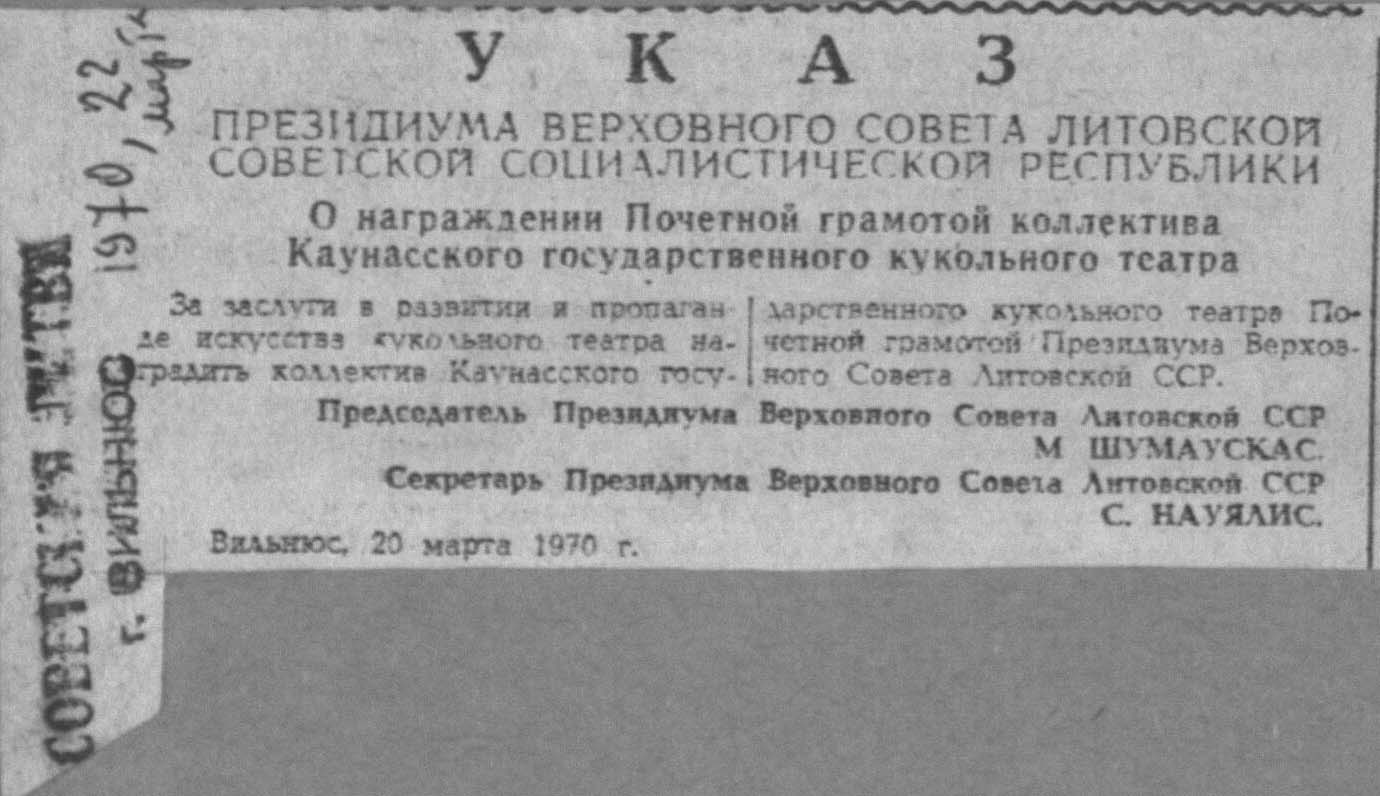 У К А З
ПРЕЗИДИУМА ВЕРХОВНОГО СОВЕТА ЛИТОВСКОЙ
СОВЕТСКОЙ СОЦИАЛИСТИЧЕСКОЙ РЕСПУБЛИКИ
О награждении Почетной грамотой коллектива
Каунасского государственного кукольного театра
За заслуги в развитии и пропаган-
де искусства кукольного театра на-
градить коллектив Каунасского госу-
дарственного кукольного театра По-
четной грамотой Президиума Верхов-
ного Совета Литовской ССР.
Председатель Президиума Верховного Совета Литовской ССР
М ШУМАУСКАС.
Секретарь Президиума Верховного Совета Литовской ССР
С. НАУЯЛИС.
Вильнюс, 20 марта 1970 г.
СОВЕТСКАЯ ЛИТВА
г. ВИЛЬНЮС
1970, 22
марта